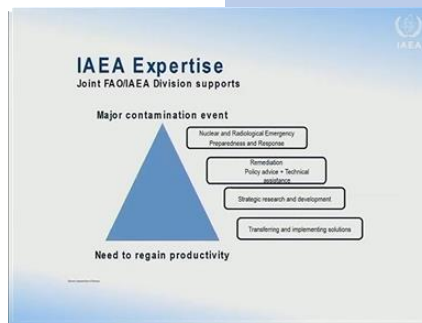 IAEA
IAEA Expertise
Joint FAO/IAEA Division supports
Major contamination event
Nuclear and Radiological Emergency
Preparedness and Response
Remediation
Policy advice + Technical
assistance
Strategic research and development
Transferring and implementing solutions
Need to regain productivity